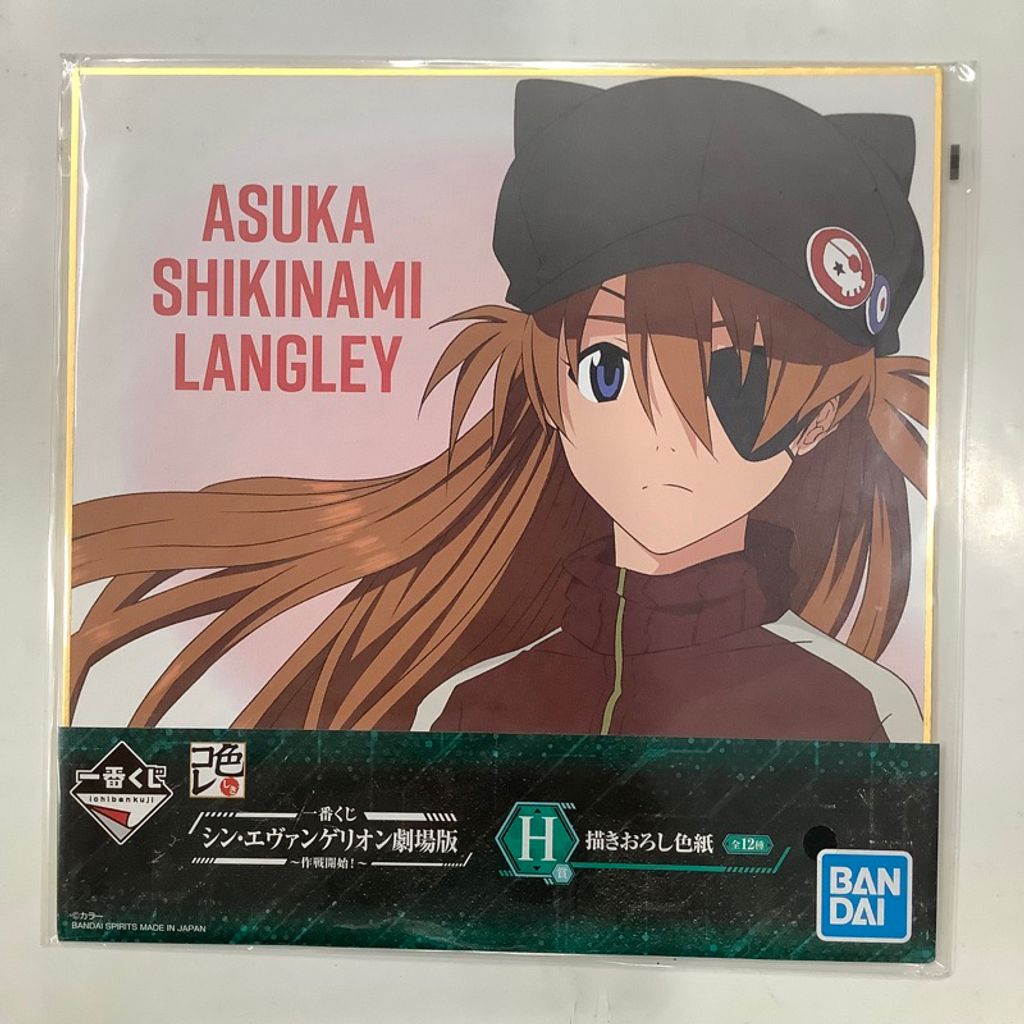 ASUKA
SHIKINAMI
LANGLEY
一番くじ
ichibankuji
色コレ
しき
一番くじ
シン・エヴァンゲリオン劇場版
～作戦開始!～
H
賞
描きおろし色紙
全12種
BAN
DAI
©カラー
BANDAI SPIRITS MADE IN JAPAN